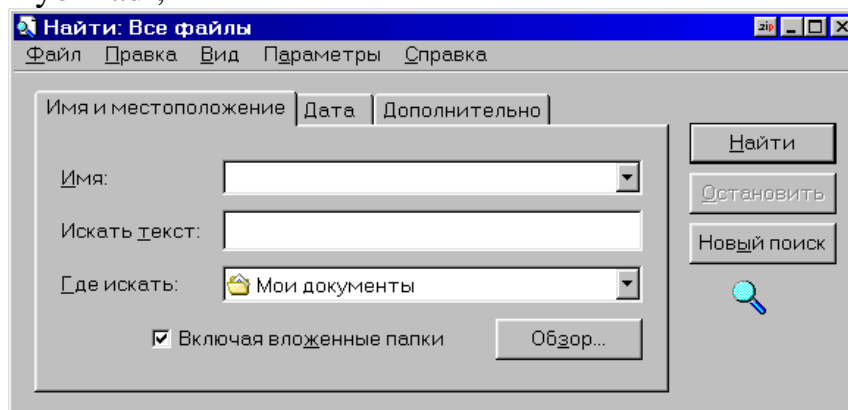 Найти: Все файлы
zip
Файл Правка Вид Параметры Справка
Имя и местоположение Дата Дополнительно
Найти
Имя:
Остановить
Искать текст:
Новый поиск
Где искать: Мои документы
Включая вложенные папки Обзор...